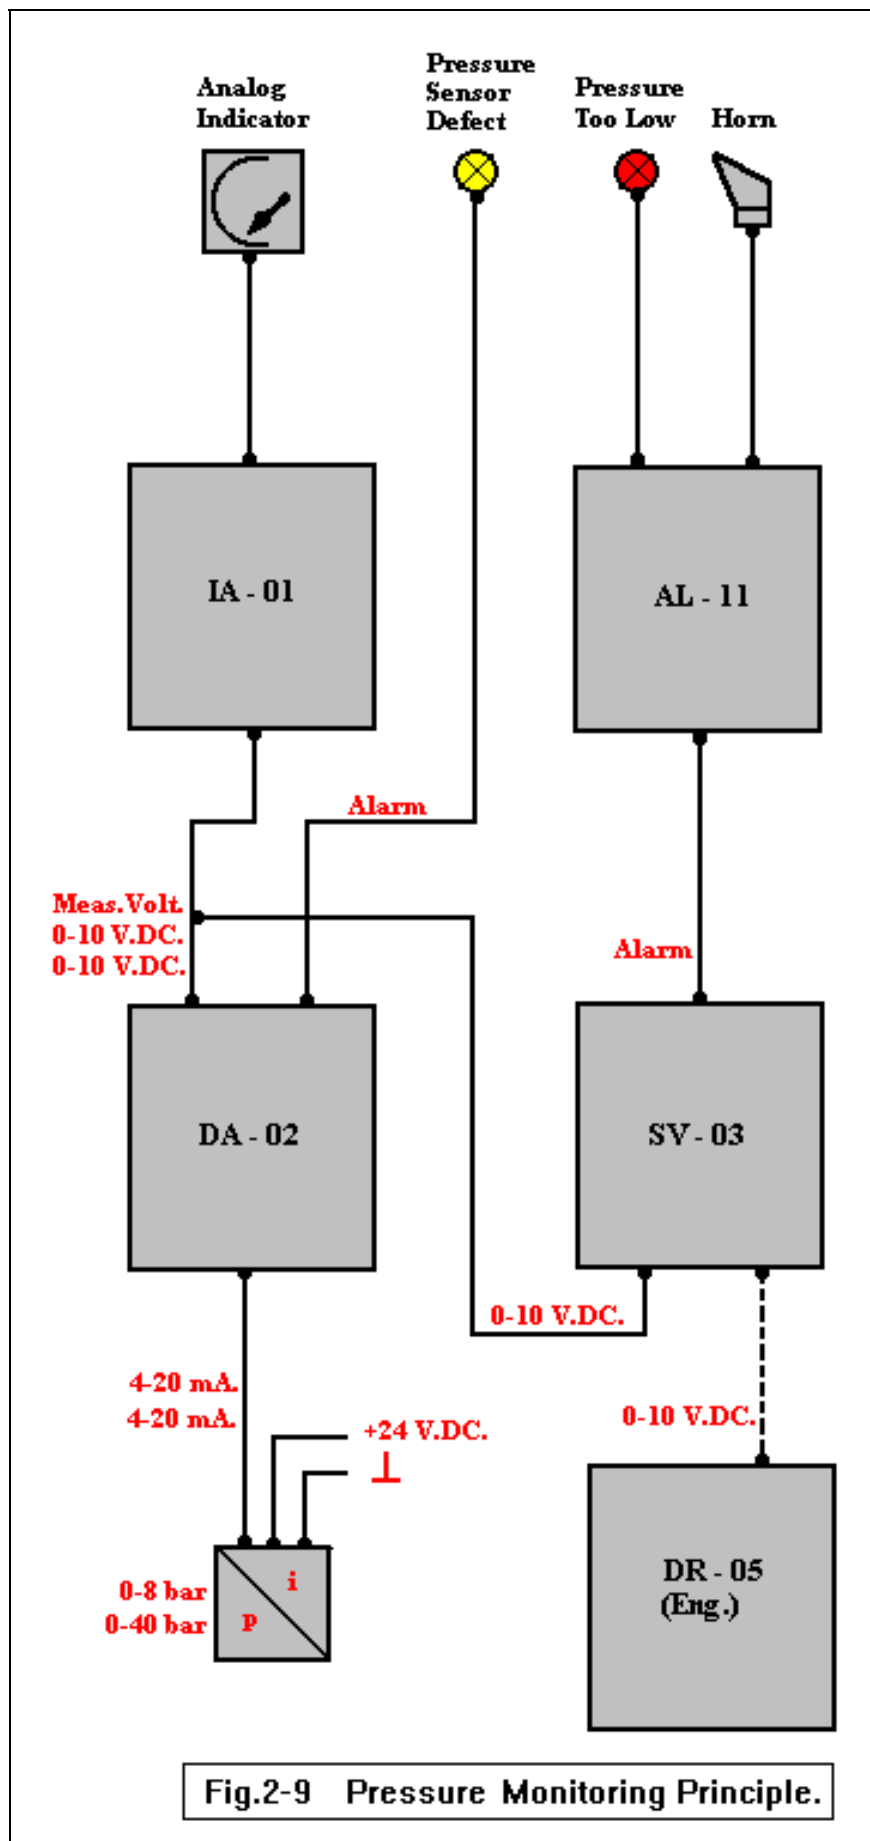 Analog
Indicator
Pressure
Sensor
Defect
Pressure
Too Low
Horn
IA - 01
AL - 11
Alarm
Meas.Volt.
0-10 V.DC.
0-10 V.DC.
Alarm
DA - 02
SV - 03
0-10 V.DC.
4-20 mA.
4-20 mA.
+24 V.DC.
0-10 V.DC.
0-8 bar
0-40 bar
i
p
DR - 05
(Eng.)
Fig.2-9 Pressure Monitoring Principle.